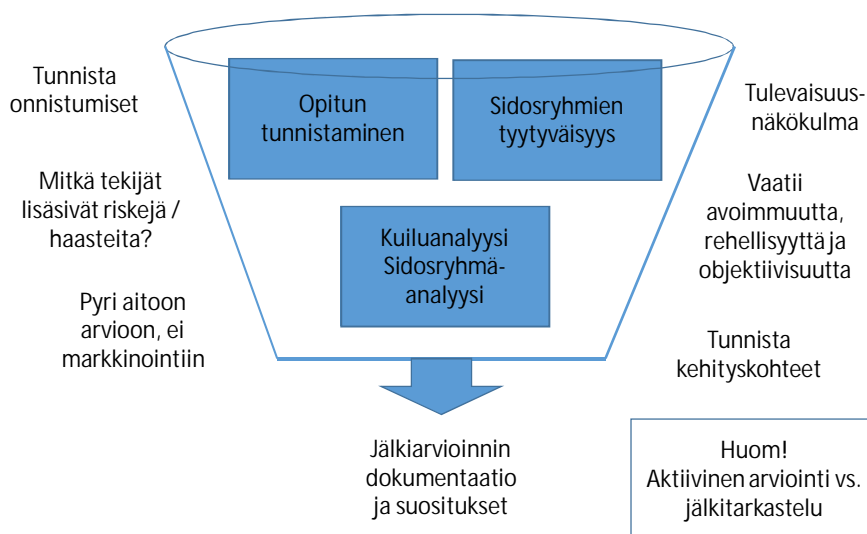 Tunnista
onnistumiset
Mitkä tekijät
lisäsivät riskejä /
haasteita?
Pyri aitoon
arvioon, ei
markkinointiin
Opitun
tunnistaminen
Sidosryhmien
tyytyväisyys
Kuiluanalyysi
Sidosryhmä-
analyysi
Tulevaisuus-
näkökulma
Vaatii
avoimmuutta,
rehellisyyttä ja
objektiivisuutta
Tunnista
kehityskohteet
Jälkiarvioinnin
dokumentaatio
ja suositukset
Huom!
Aktiivinen arviointi vs.
jälkitarkastelu